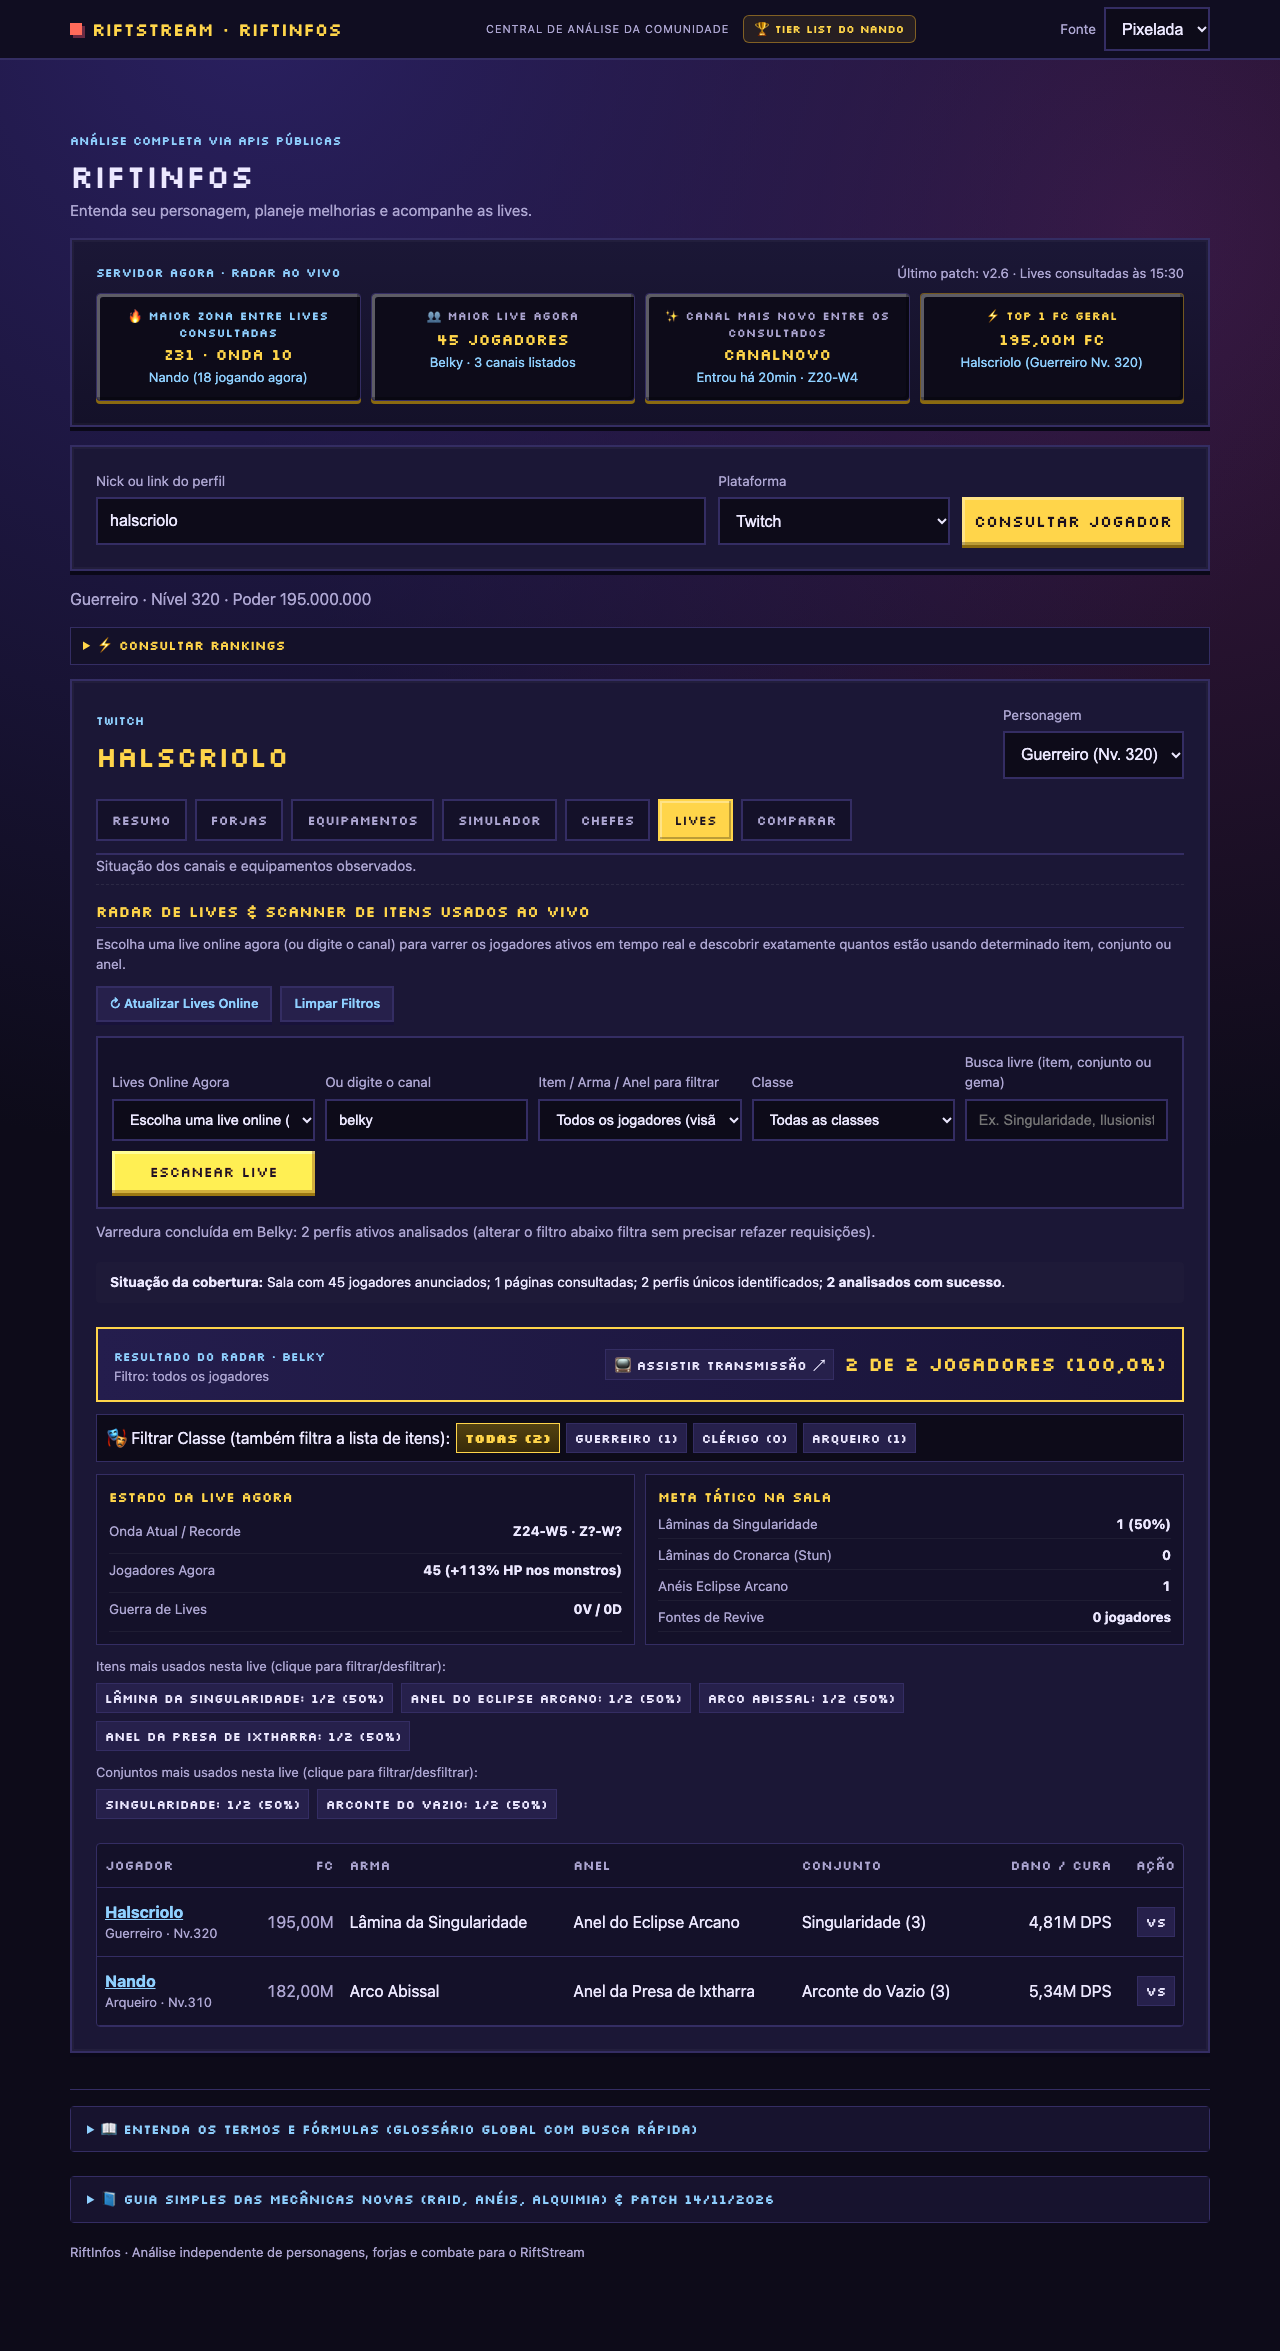 RIFTSTREAM · RIFTINFOS
CENTRAL DE ANÁLISE DA COMUNIDADE
🏆 TIER LIST DO NANDO
Fonte
Pixelada
ANÁLISE COMPLETA VIA APIS PÚBLICAS
RIFTINFOS
Entenda seu personagem, planeje melhorias e acompanhe as lives.
SERVIDOR AGORA · RADAR AO VIVO
Último patch: v2.6 · Lives consultadas às 15:30
🔥 MAIOR ZONA ENTRE LIVES
CONSULTADAS
Z31 · ONDA 10
Nando (18 jogando agora)
👥 MAIOR LIVE AGORA
45 JOGADORES
Belky · 3 canais listados
✨ CANAL MAIS NOVO ENTRE OS
CONSULTADOS
CANALNOVO
Entrou há 20min · Z20-W4
⚡ TOP 1 FC GERAL
195,00M FC
Halscriolo (Guerreiro Nv. 320)
Nick ou link do perfil
halscriolo
Plataforma
Twitch
CONSULTAR JOGADOR
Guerreiro · Nível 320 · Poder 195.000.000
▶ ⚡ CONSULTAR RANKINGS
TWITCH
HALSCRIOLO
Personagem
Guerreiro (Nv. 320)
RESUMO
FORJAS
EQUIPAMENTOS
SIMULADOR
CHEFES
LIVES
COMPARAR
Situação dos canais e equipamentos observados.
RADAR DE LIVES & SCANNER DE ITENS USADOS AO VIVO
Escolha uma live online agora (ou digite o canal) para varrer os jogadores ativos em tempo real e descobrir exatamente quantos estão usando determinado item, conjunto ou
anel.
↻ Atualizar Lives Online
Limpar Filtros
Lives Online Agora
Escolha uma live online (
Ou digite o canal
belky
Item / Arma / Anel para filtrar
Todos os jogadores (visã
Classe
Todas as classes
Busca livre (item, conjunto ou
gema)
Ex. Singularidade, Ilusionist
ESCANEAR LIVE
Varredura concluída em Belky: 2 perfis ativos analisados (alterar o filtro abaixo filtra sem precisar refazer requisições).
Situação da cobertura: Sala com 45 jogadores anunciados; 1 páginas consultadas; 2 perfis únicos identificados; 2 analisados com sucesso.
RESULTADO DO RADAR · BELKY
Filtro: todos os jogadores
📺 ASSISTIR TRANSMISSÃO ↗
2 DE 2 JOGADORES (100,0%)
🎭 Filtrar Classe (também filtra a lista de itens):
TODAS (2)
GUERREIRO (1)
CLÉRIGO (0)
ARQUEIRO (1)
ESTADO DA LIVE AGORA
Onda Atual / Recorde
Z24-W5 · Z?-W?
Jogadores Agora
45 (+113% HP nos monstros)
Guerra de Lives
0V / 0D
META TÁTICO NA SALA
Lâminas da Singularidade
1 (50%)
Lâminas do Cronarca (Stun)
0
Anéis Eclipse Arcano
1
Fontes de Revive
0 jogadores
Itens mais usados nesta live (clique para filtrar/desfiltrar):
LÂMINA DA SINGULARIDADE: 1/2 (50%)
ANEL DO ECLIPSE ARCANO: 1/2 (50%)
ARCO ABISSAL: 1/2 (50%)
ANEL DA PRESA DE IXTHARRA: 1/2 (50%)
Conjuntos mais usados nesta live (clique para filtrar/desfiltrar):
SINGULARIDADE: 1/2 (50%)
ARCONTE DO VAZIO: 1/2 (50%)
JOGADOR
FC
ARMA
ANEL
CONJUNTO
DANO / CURA
AÇÃO
Halscriolo
Guerreiro · Nv.320
195,00M
Lâmina da Singularidade
Anel do Eclipse Arcano
Singularidade (3)
4,81M DPS
VS
Nando
Arqueiro · Nv.310
182,00M
Arco Abissal
Anel da Presa de Ixtharra
Arconte do Vazio (3)
5,34M DPS
VS
▶ 📖 ENTENDA OS TERMOS E FÓRMULAS (GLOSSÁRIO GLOBAL COM BUSCA RÁPIDA)
▶ 📘 GUIA SIMPLES DAS MECÂNICAS NOVAS (RAID, ANÉIS, ALQUIMIA) & PATCH 14/11/2026
RiftInfos · Análise independente de personagens, forjas e combate para o RiftStream